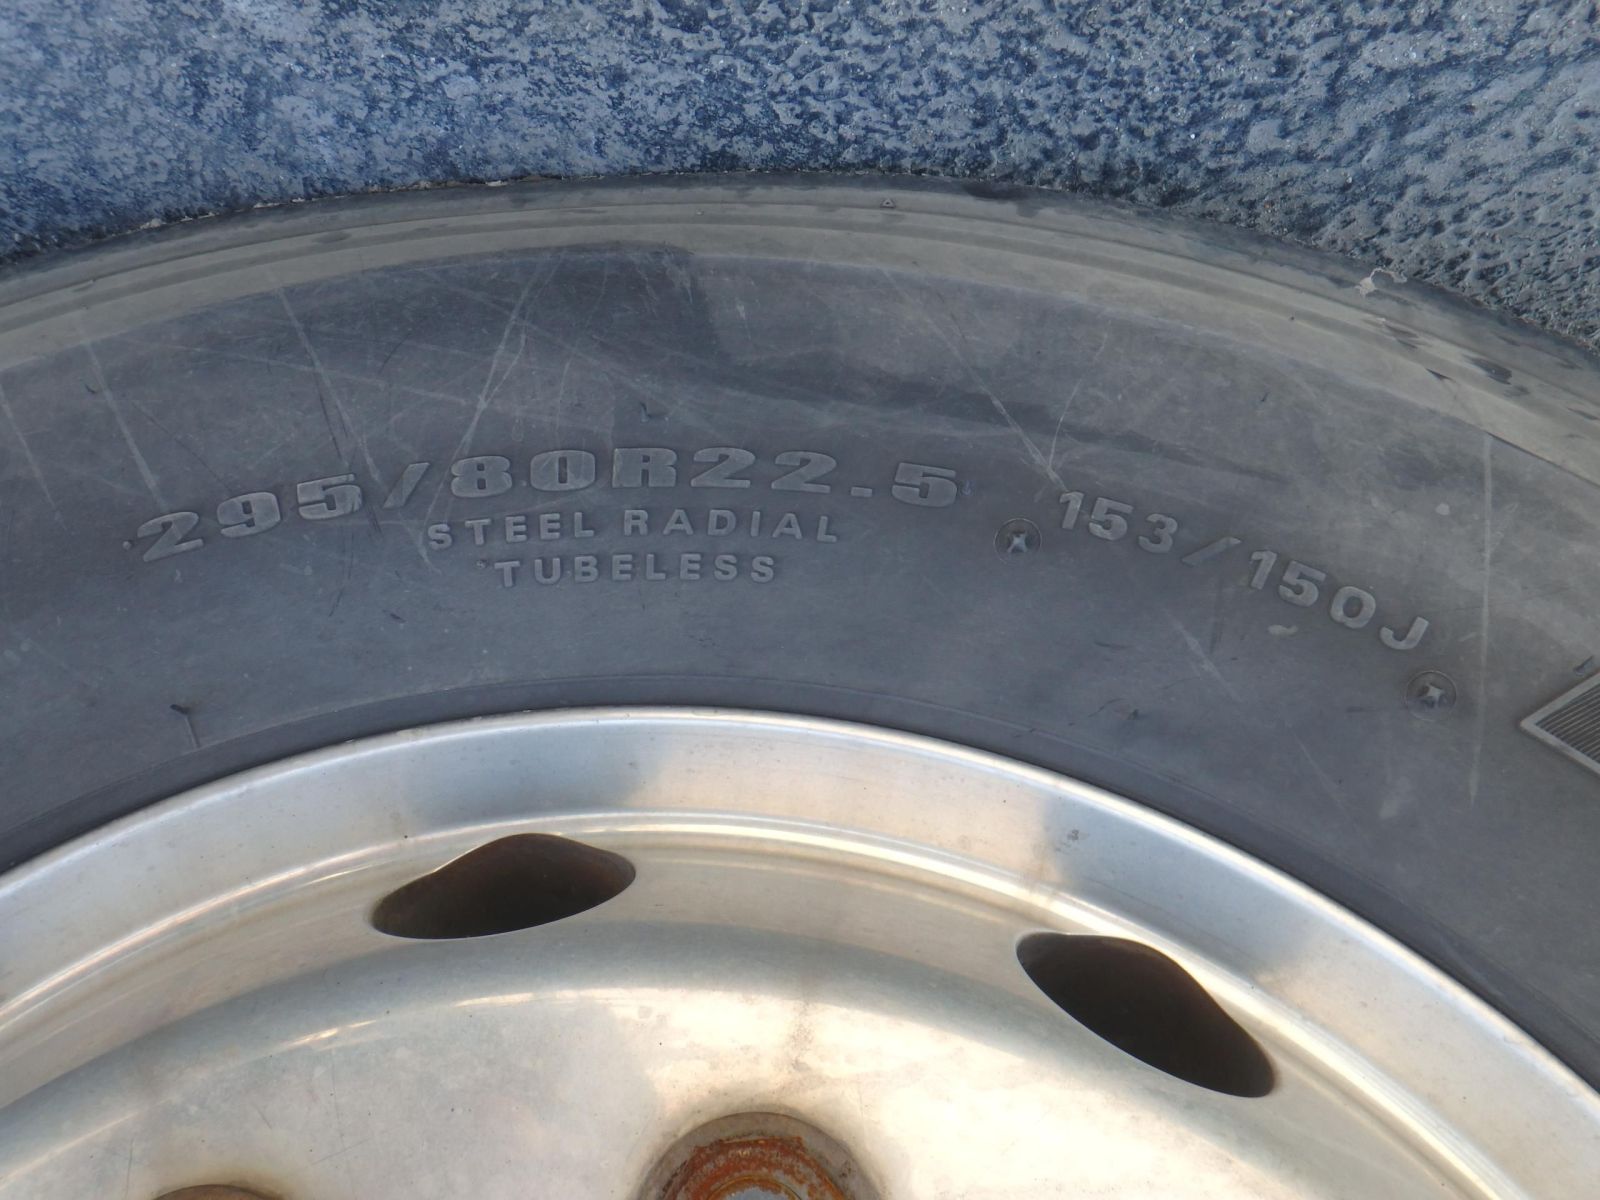 295/80R22.5 153/150J
STEEL RADIAL
TUBELESS